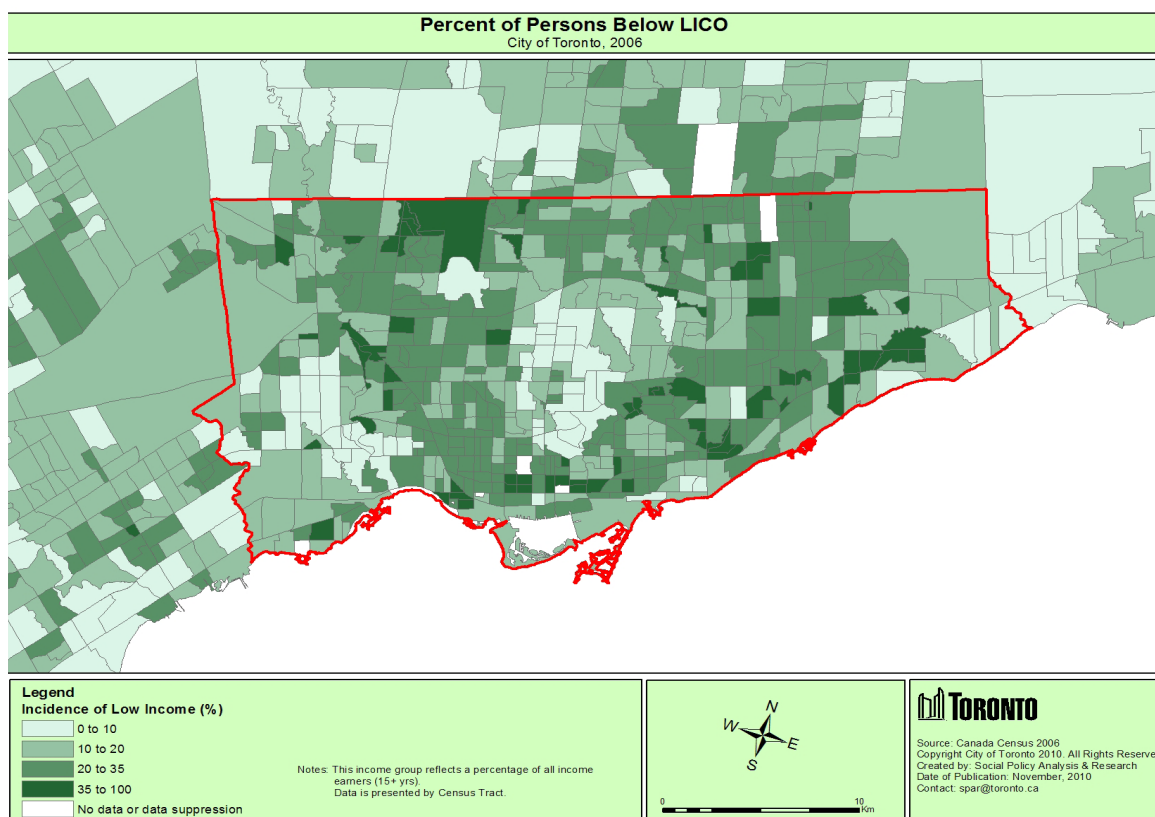 Percent of Persons Below LICO
City of Toronto, 2006
Legend
Incidence of Low Income (%)
0 to 10
10 to 20
20 to 35
35 to 100
No data or data suppression
Notes: This income group reflects a percentage of all income
earners (15+ yrs).
Data is presented by Census Tract.
N
W
E
S
0
10
Km
TORONTO
Source: Canada Census 2006
Copyright City of Toronto 2010. All Rights Reserve
Created by: Social Policy Analysis & Research
Date of Publication: November, 2010
Contact: spar@toronto.ca